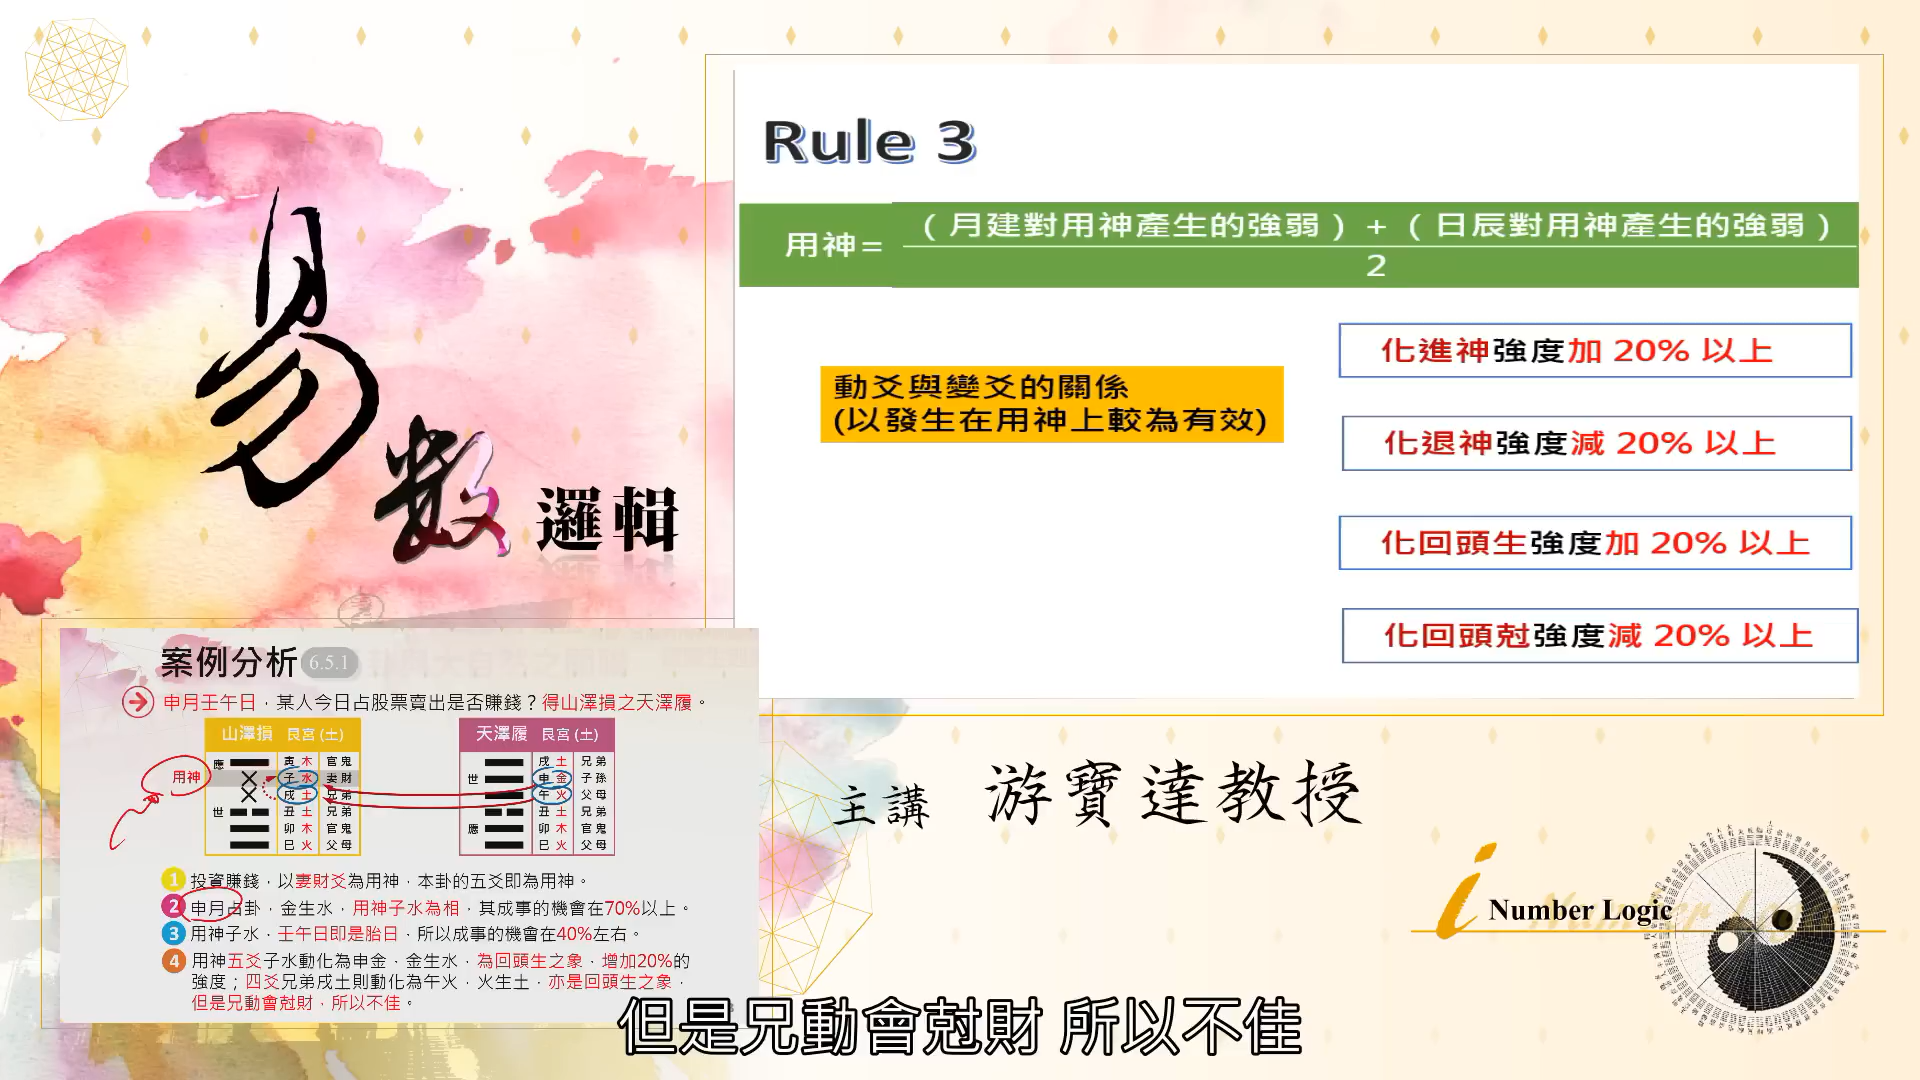 易數邏輯
Rule 3
用神= (月建對用神產生的強弱) + (日辰對用神產生的強弱)
2
動爻與變爻的關係
(以發生在用神上較為有效)
化進神強度加 20% 以上
化退神強度減 20% 以上
化回頭生強度加 20% 以上
化回頭尅強度減 20% 以上
案例分析 6.5.1
申月壬午日,某人今日占股票賣出是否賺錢?得山澤損之天澤履。
山澤損 艮宮(土)
應 寅木 官鬼
用神 子水 妻財
戌土 兄弟
世 丑土 兄弟
卯木 官鬼
巳火 父母
天澤履 艮宮(土)
戌土 兄弟
世 申金 子孫
午火 父母
丑土 兄弟
應 卯木 官鬼
巳火 父母
1 投資賺錢,以妻財爻為用神,本卦的五爻即為用神。
2 申月占卦,金生水,用神子水為相,其成事的機會在70%以上。
3 用神子水,壬午日即是胎日,所以成事的機會在40%左右。
4 用神五爻子水動化為申金,金生水,為回頭生之象,增加20%的
強度;四爻兄弟戌土則動化為午火,火生土,亦是回頭生之象,
但是兄動會尅財,所以不佳。
主講 游寶達教授
i Number Logic
但是兄動會尅財 所以不佳